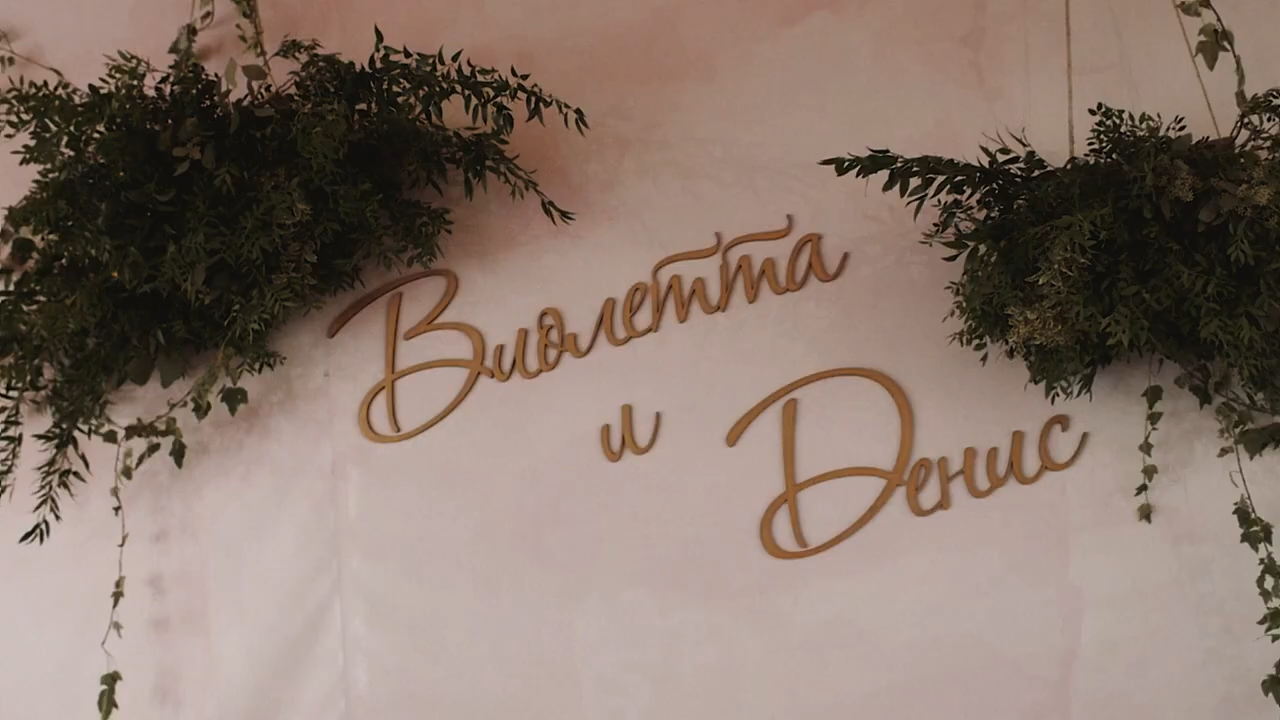 Виолетта
и
Денис